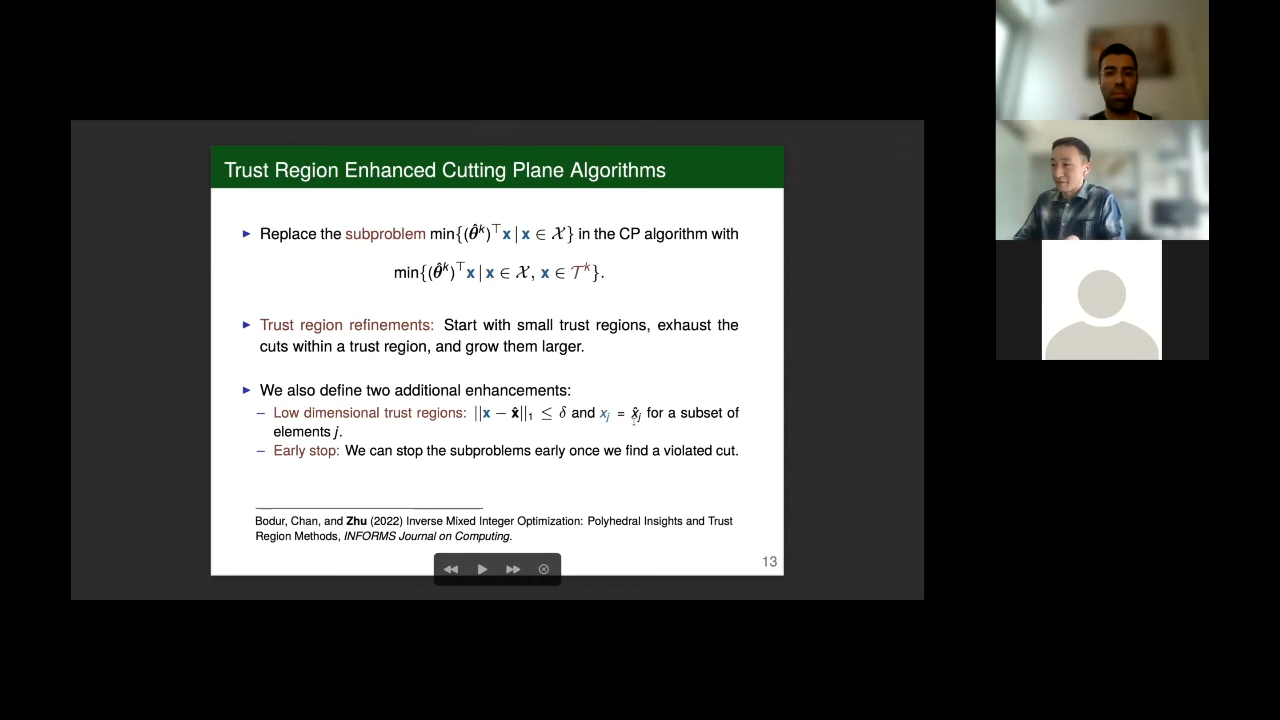 Trust Region Enhanced Cutting Plane Algorithms
► Replace the subproblem min{(θ̂ᵏ)ᵀx | x ∈ 𝒳} in the CP algorithm with
min{(θ̂ᵏ)ᵀx | x ∈ 𝒳, x ∈ 𝒯ᵏ}.
► Trust region refinements: Start with small trust regions, exhaust the
cuts within a trust region, and grow them larger.
► We also define two additional enhancements:
– Low dimensional trust regions: ||x − x̂||₁ ≤ δ and xⱼ = x̂ⱼ for a subset of
elements j.
– Early stop: We can stop the subproblems early once we find a violated cut.
Bodur, Chan, and Zhu (2022) Inverse Mixed Integer Optimization: Polyhedral Insights and Trust
Region Methods, INFORMS Journal on Computing.
13